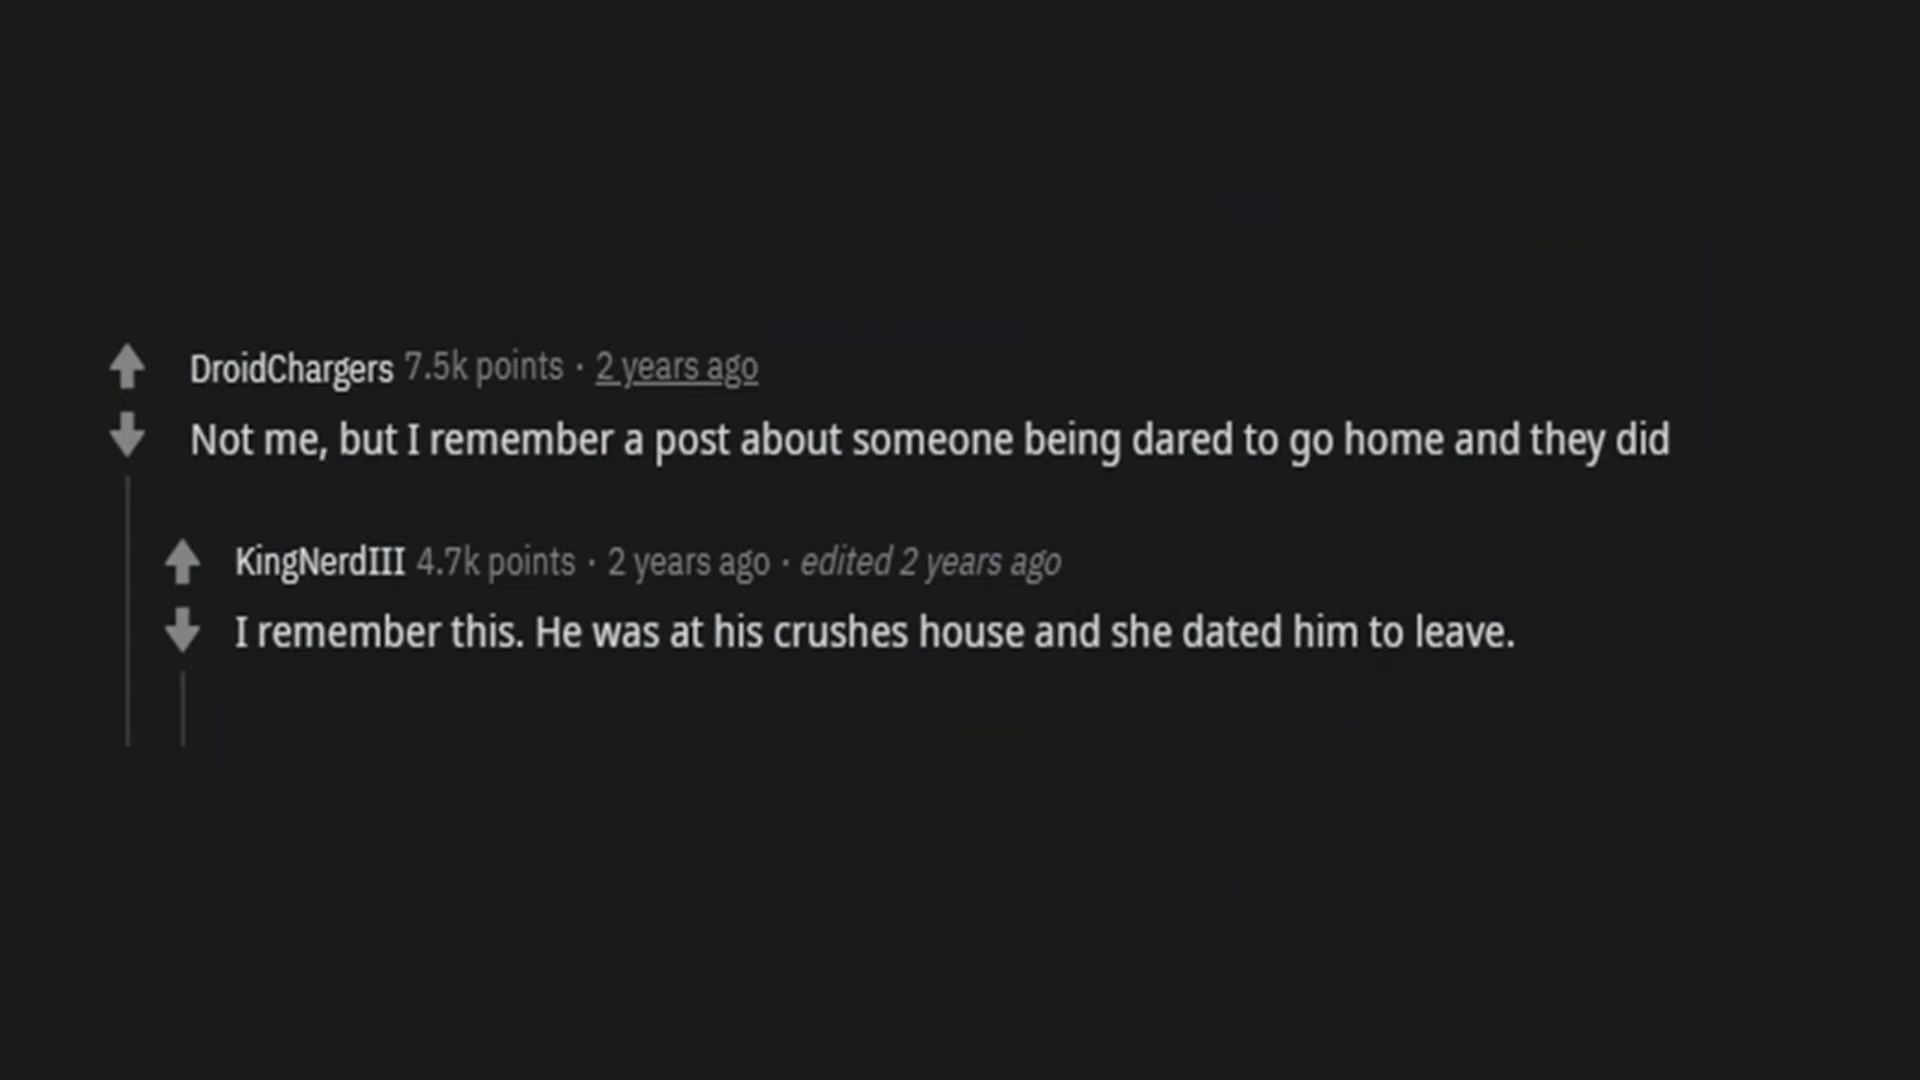 DroidChargers 7.5k points · 2 years ago
Not me, but I remember a post about someone being dared to go home and they did
KingNerdIII 4.7k points · 2 years ago · edited 2 years ago
I remember this. He was at his crushes house and she dated him to leave.